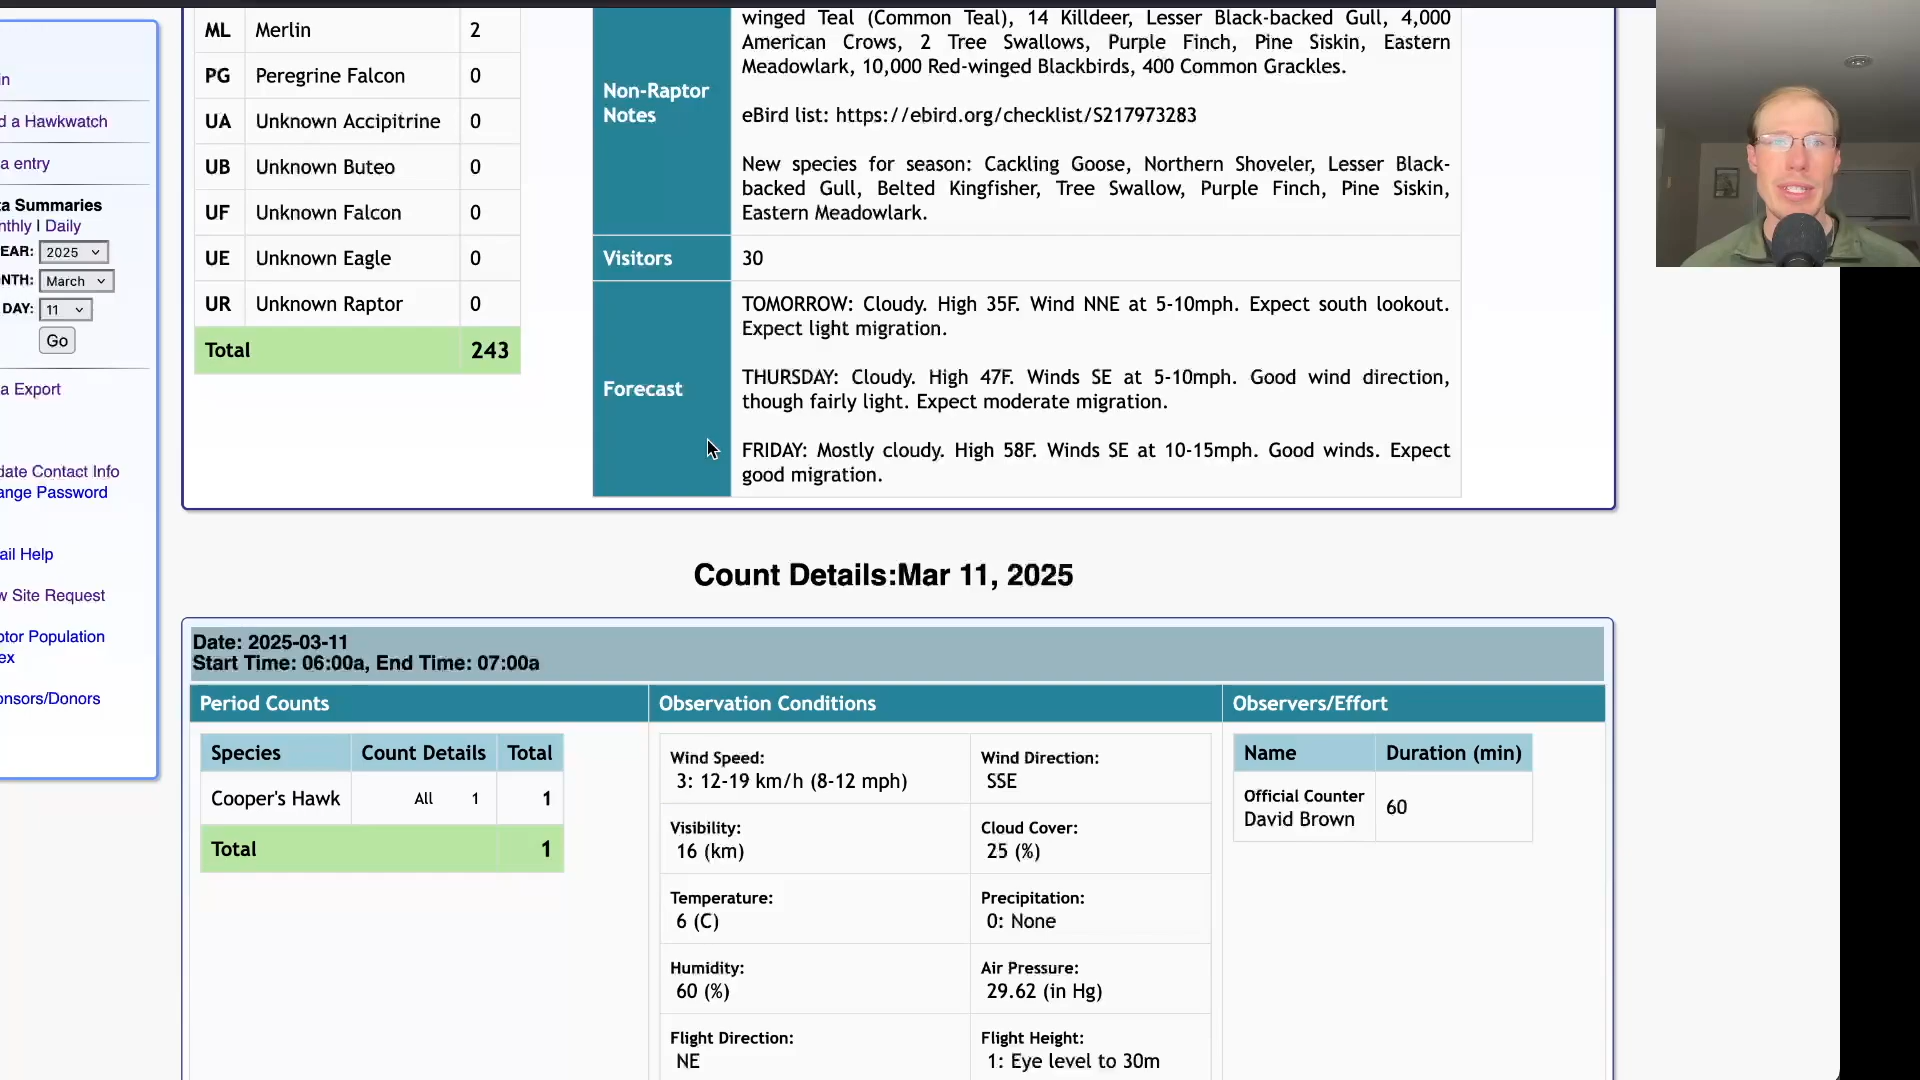 in
d a Hawkwatch
a entry
ta Summaries
nthly | Daily
EAR: 2025
NTH: March
DAY: 11
Go
a Export
date Contact Info
ange Password
ail Help
w Site Request
ptor Population
ex
onsors/Donors
ML Merlin 2
PG Peregrine Falcon 0
UA Unknown Accipitrine 0
UB Unknown Buteo 0
UF Unknown Falcon 0
UE Unknown Eagle 0
UR Unknown Raptor 0
Total 243
Non-Raptor
Notes
winged Teal (Common Teal), 14 Killdeer, Lesser Black-backed Gull, 4,000
American Crows, 2 Tree Swallows, Purple Finch, Pine Siskin, Eastern
Meadowlark, 10,000 Red-winged Blackbirds, 400 Common Grackles.
eBird list: https://ebird.org/checklist/S217973283
New species for season: Cackling Goose, Northern Shoveler, Lesser Black-
backed Gull, Belted Kingfisher, Tree Swallow, Purple Finch, Pine Siskin,
Eastern Meadowlark.
Visitors 30
Forecast
TOMORROW: Cloudy. High 35F. Wind NNE at 5-10mph. Expect south lookout.
Expect light migration.
THURSDAY: Cloudy. High 47F. Winds SE at 5-10mph. Good wind direction,
though fairly light. Expect moderate migration.
FRIDAY: Mostly cloudy. High 58F. Winds SE at 10-15mph. Good winds. Expect
good migration.
Count Details:Mar 11, 2025
Date: 2025-03-11
Start Time: 06:00a, End Time: 07:00a
Period Counts
Species Count Details Total
Cooper's Hawk All 1 1
Total 1
Observation Conditions
Wind Speed: Wind Direction:
3: 12-19 km/h (8-12 mph) SSE
Visibility: Cloud Cover:
16 (km) 25 (%)
Temperature: Precipitation:
6 (C) 0: None
Humidity: Air Pressure:
60 (%) 29.62 (in Hg)
Flight Direction: Flight Height:
NE 1: Eye level to 30m
Observers/Effort
Name Duration (min)
Official Counter
David Brown 60